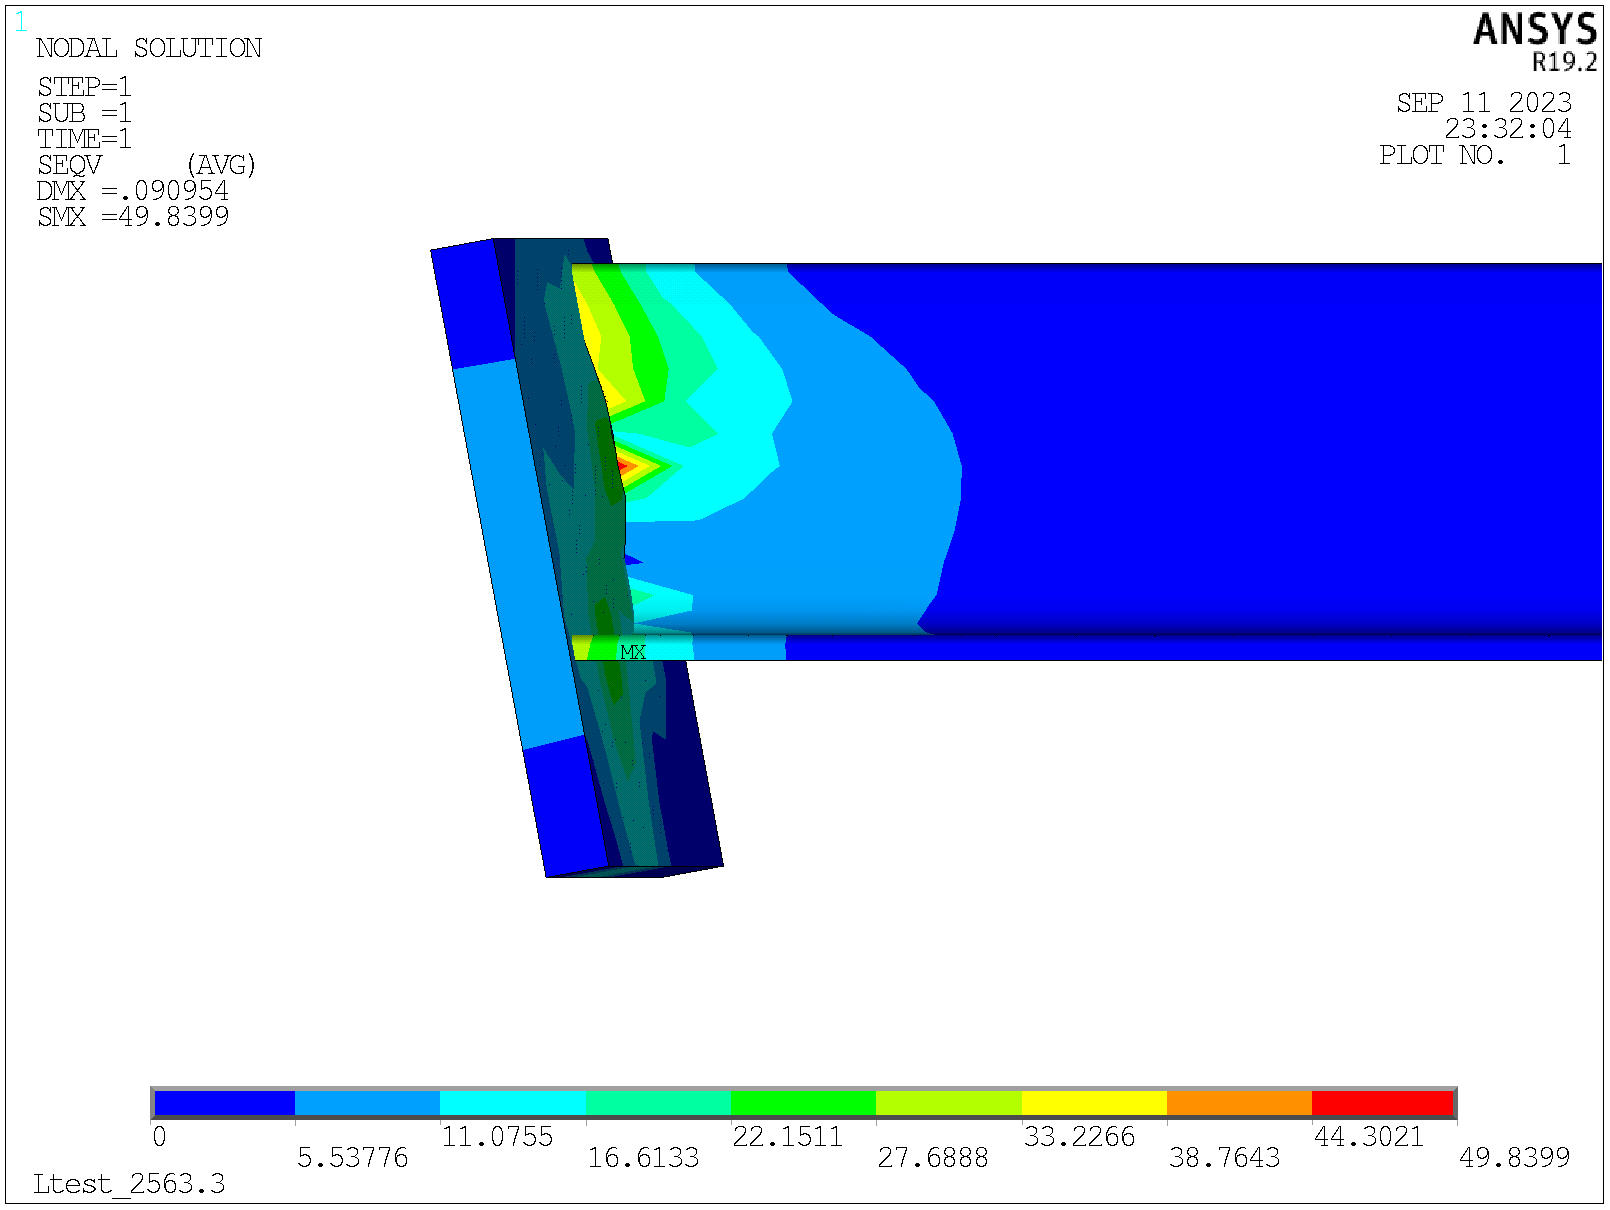 1
ANSYS
R19.2
NODAL SOLUTION
STEP=1
SUB =1
TIME=1
SEQV     (AVG)
DMX =.090954
SMX =49.8399
SEP 11 2023
23:32:04
PLOT NO.   1
MX
0 11.0755 22.1511 33.2266 44.3021
5.53776 16.6133 27.6888 38.7643 49.8399
Ltest_2563.3